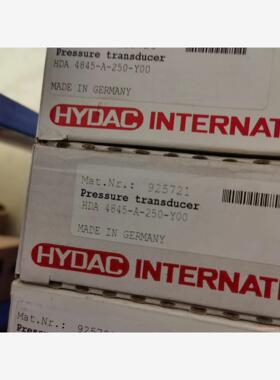 Pressure transducer
HDA 4845-A-250-Y00
MADE IN GERMANY
HYDAC INTERNAT
Mat.Nr.: 925721
Pressure transducer
HDA 4845-A-250-Y00
MADE IN GERMANY
HYDAC INTERNAT
Mat.Nr.: 92572